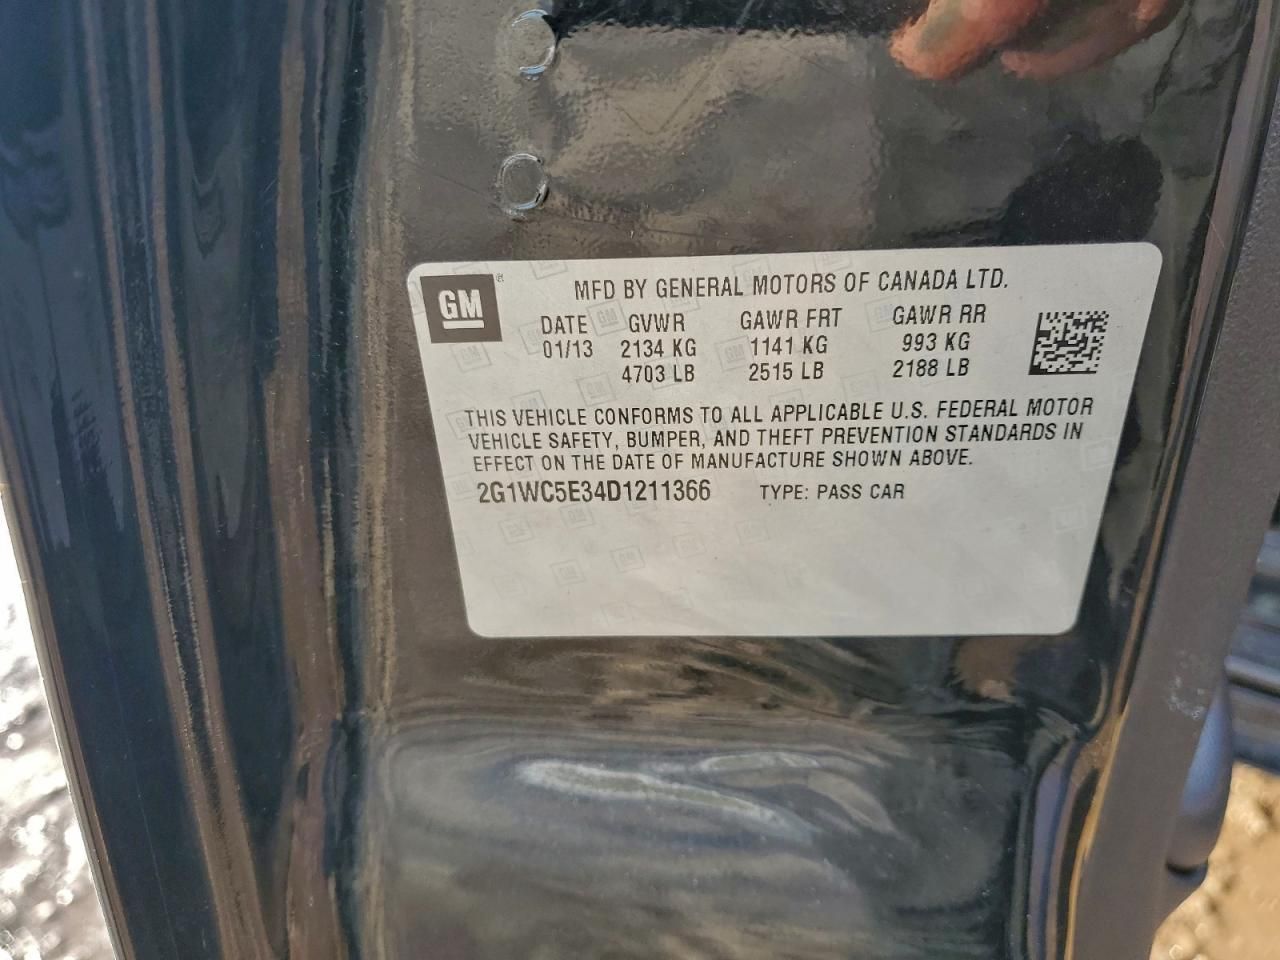 GM ®
MFD BY GENERAL MOTORS OF CANADA LTD.
DATE GVWR GAWR FRT GAWR RR
01/13 2134 KG 1141 KG 993 KG
4703 LB 2515 LB 2188 LB
THIS VEHICLE CONFORMS TO ALL APPLICABLE U.S. FEDERAL MOTOR
VEHICLE SAFETY, BUMPER, AND THEFT PREVENTION STANDARDS IN
EFFECT ON THE DATE OF MANUFACTURE SHOWN ABOVE.
2G1WC5E34D1211366 TYPE: PASS CAR